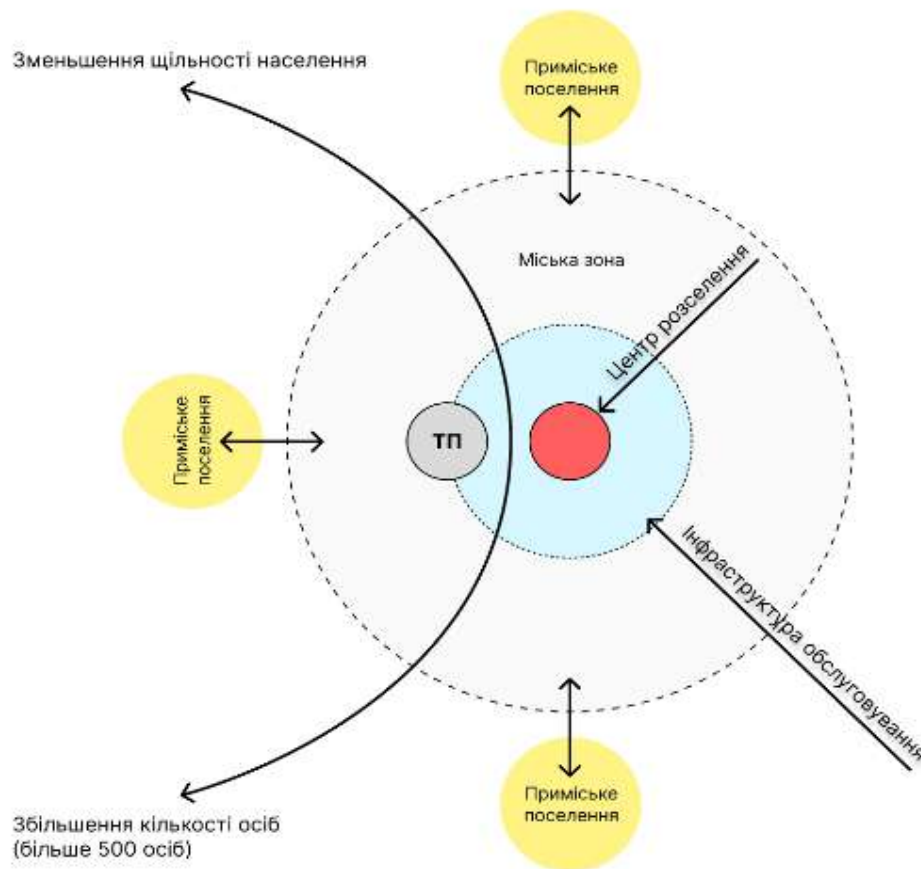 Зменьшення щільності населення
Приміське
поселення
Міська зона
Центр розселення
Приміське
поселення
ТП
Інфраструктура обслуговування
Приміське
поселення
Збільшення кількості осіб
(більше 500 осіб)